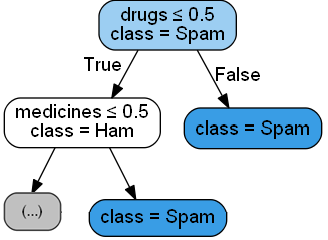 drugs ≤ 0.5
class = Spam
True
False
medicines ≤ 0.5
class = Ham
class = Spam
(...)
class = Spam